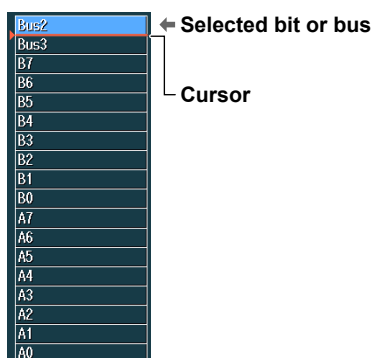 Bus2
Selected bit or bus
Bus3
B7
B6
B5
Cursor
B4
B3
B2
B1
B0
A7
A6
A5
A4
A3
A2
A1
A0